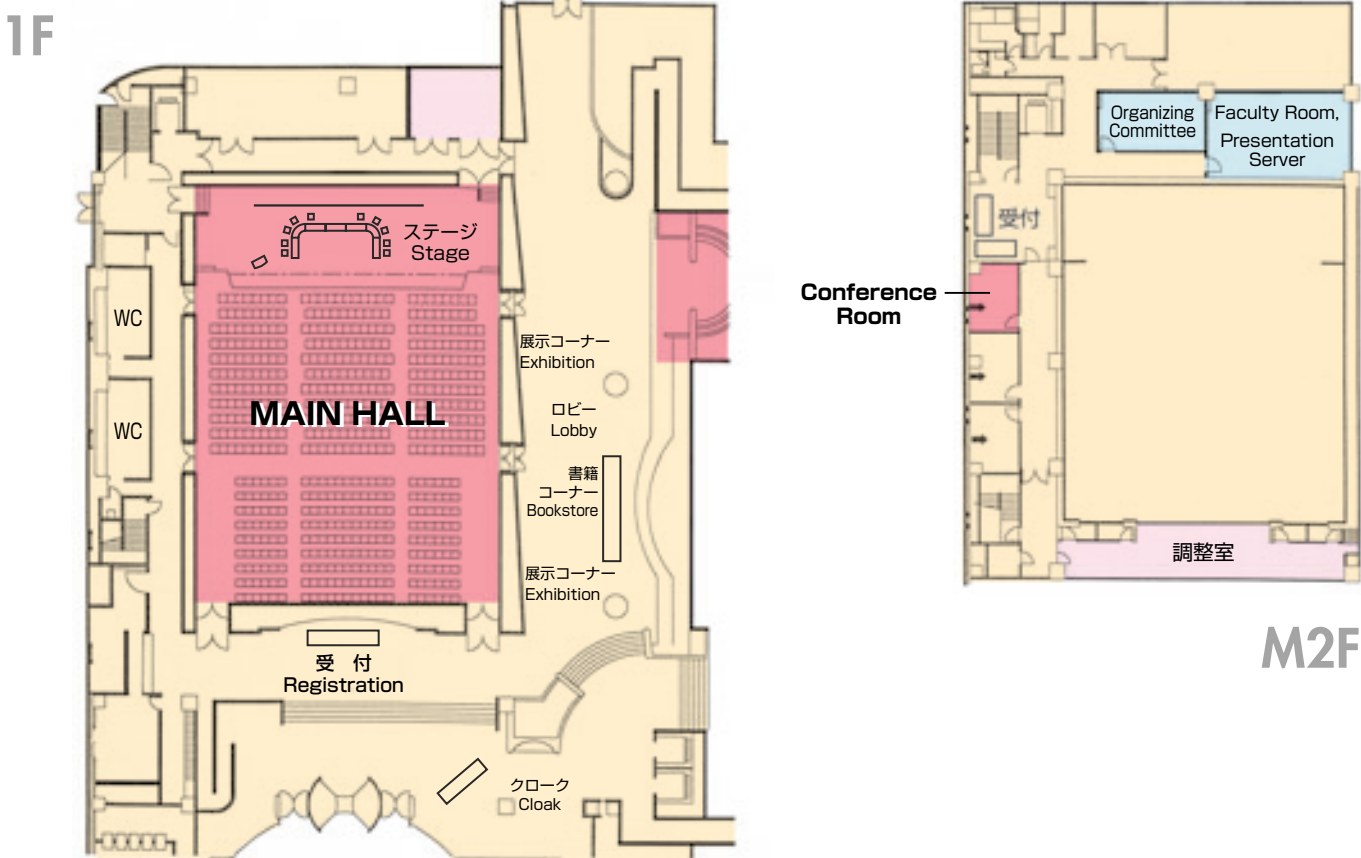 1F
ステージ
Stage
WC
WC
MAIN HALL
展示コーナー
Exhibition
ロビー
Lobby
書籍
コーナー
Bookstore
展示コーナー
Exhibition
受 付
Registration
クローク
Cloak
Organizing
Committee
Faculty Room,
Presentation
Server
受付
Conference
Room
調整室
M2F